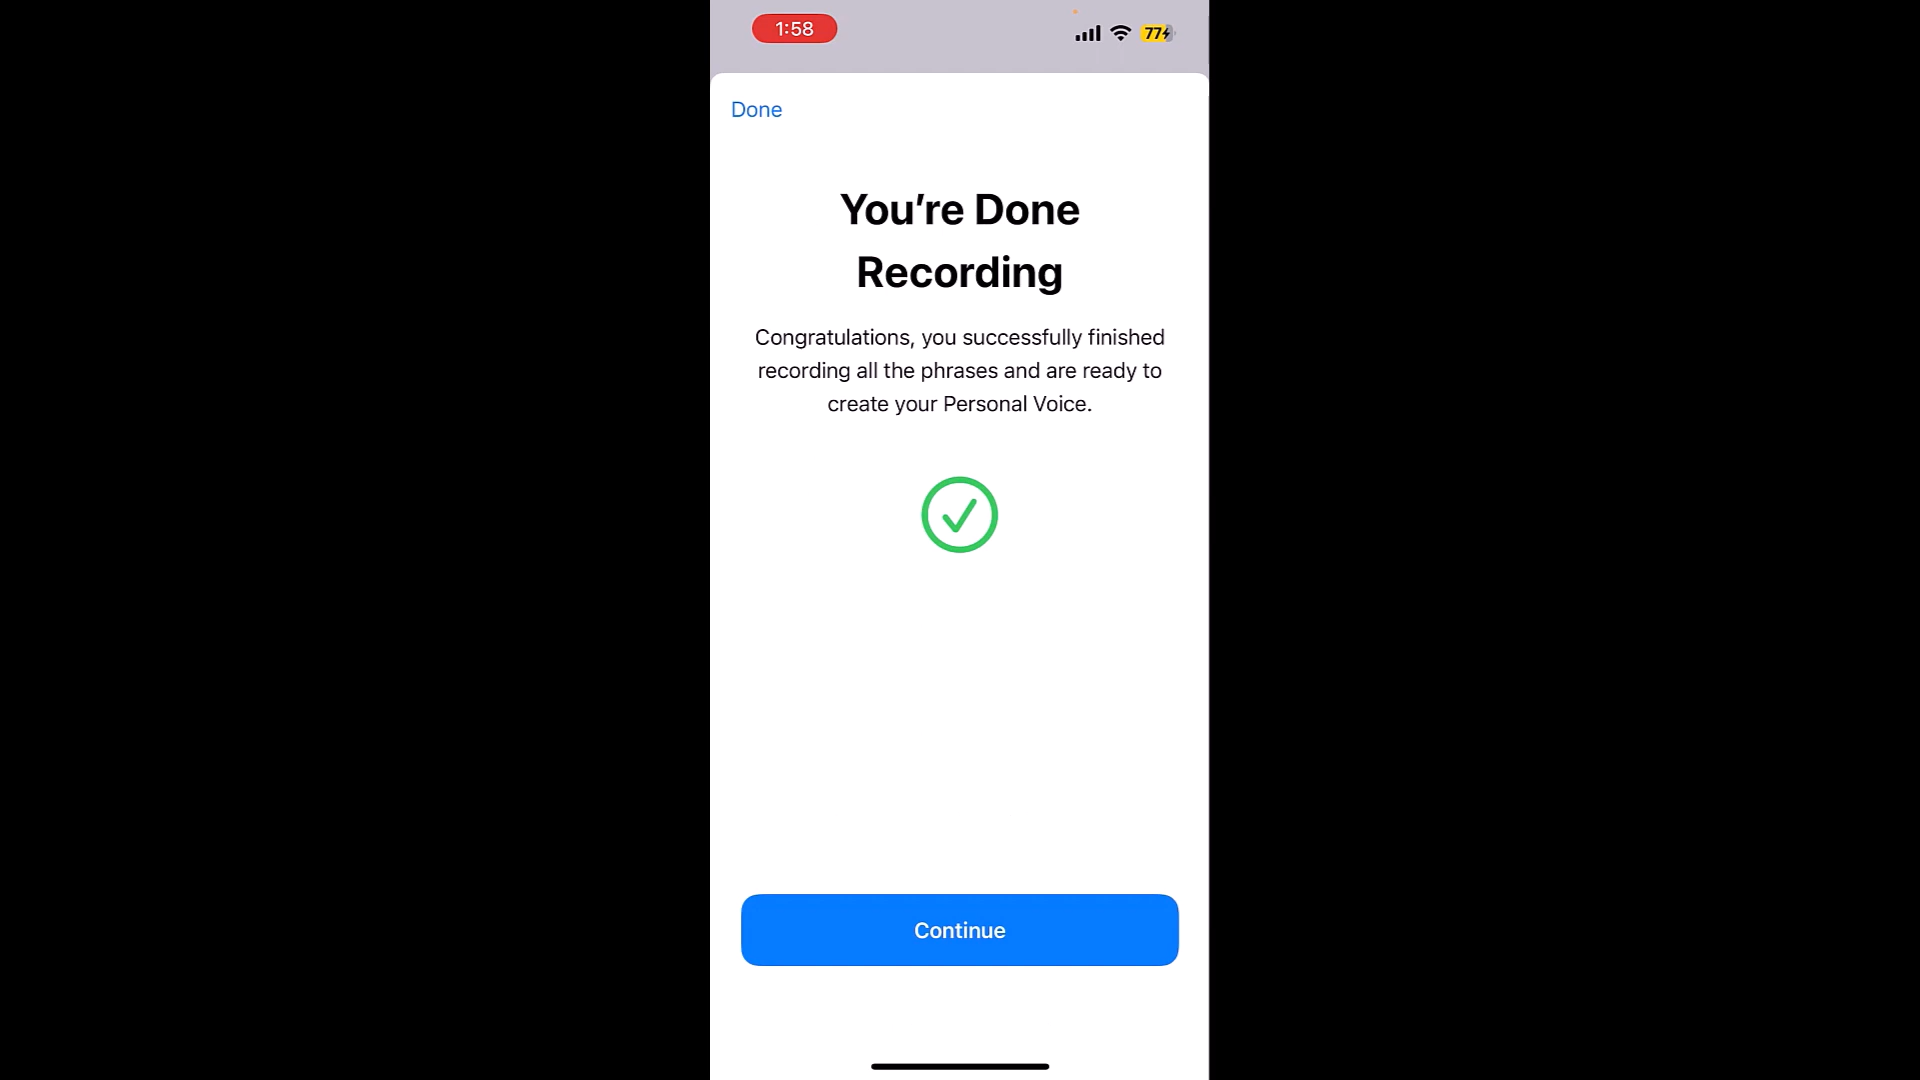 1:58
77
Done
You’re Done
Recording
Congratulations, you successfully finished
recording all the phrases and are ready to
create your Personal Voice.
Continue